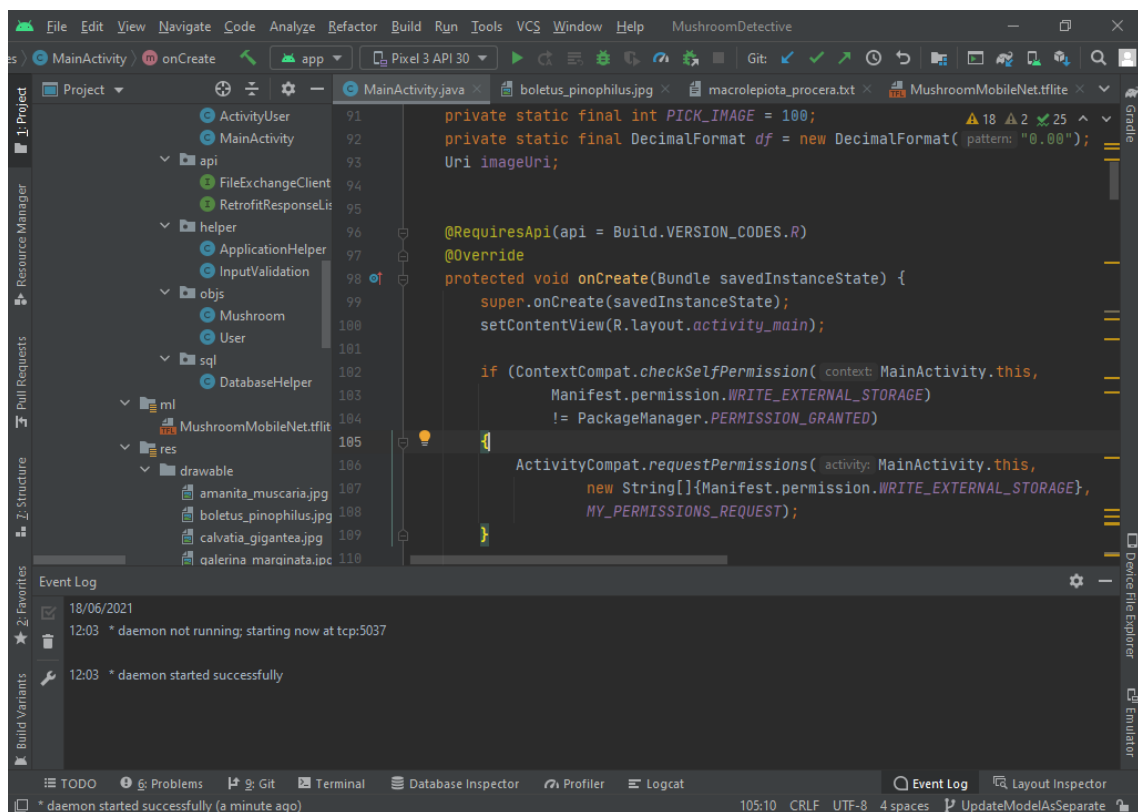 File Edit View Navigate Code Analyze Refactor Build Run Tools VCS Window Help MushroomDetective
es MainActivity onCreate app Pixel 3 API 30 Git:
Project MainActivity.java boletus_pinophilus.jpg macrolepiota_procera.txt MushroomMobileNet.tflite
1: Project
Resource Manager
Pull Requests
Z: Structure
2: Favorites
Build Variants
ActivityUser
MainActivity
api
FileExchangeClient
RetrofitResponseLis
helper
ApplicationHelper
InputValidation
objs
Mushroom
User
sql
DatabaseHelper
ml
MushroomMobileNet.tflit
res
drawable
amanita_muscaria.jpg
boletus_pinophilus.jpg
calvatia_gigantea.jpg
galerina_marginata.jpg
18 2 25
91 private static final int PICK_IMAGE = 100;
92 private static final DecimalFormat df = new DecimalFormat( pattern: "0.00");
93 Uri imageUri;
94
95
96 @RequiresApi(api = Build.VERSION_CODES.R)
97 @Override
98 protected void onCreate(Bundle savedInstanceState) {
99 super.onCreate(savedInstanceState);
100 setContentView(R.layout.activity_main);
101
102 if (ContextCompat.checkSelfPermission( context: MainActivity.this,
103 Manifest.permission.WRITE_EXTERNAL_STORAGE)
104 != PackageManager.PERMISSION_GRANTED)
105 {
106 ActivityCompat.requestPermissions( activity: MainActivity.this,
107 new String[]{Manifest.permission.WRITE_EXTERNAL_STORAGE},
108 MY_PERMISSIONS_REQUEST);
109 }
110
Gradle
Device File Explorer
Emulator
Event Log
18/06/2021
12:03 * daemon not running; starting now at tcp:5037
12:03 * daemon started successfully
TODO 6: Problems 9: Git Terminal Database Inspector Profiler Logcat Event Log Layout Inspector
* daemon started successfully (a minute ago) 105:10 CRLF UTF-8 4 spaces UpdateModelAsSeparate